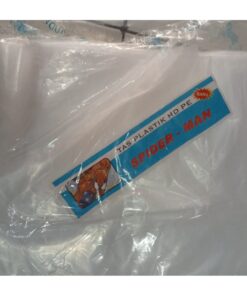 TAS PLASTIK HD PE
SPIDER - MAN